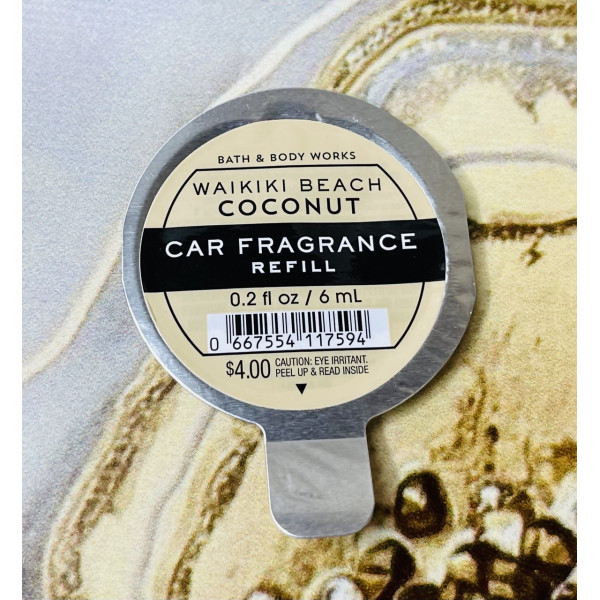 BATH & BODY WORKS
WAIKIKI BEACH
COCONUT
CAR FRAGRANCE
REFILL
0.2 fl oz / 6 mL
0 667554 117594
$4.00 CAUTION: EYE IRRITANT.
PEEL UP & READ INSIDE